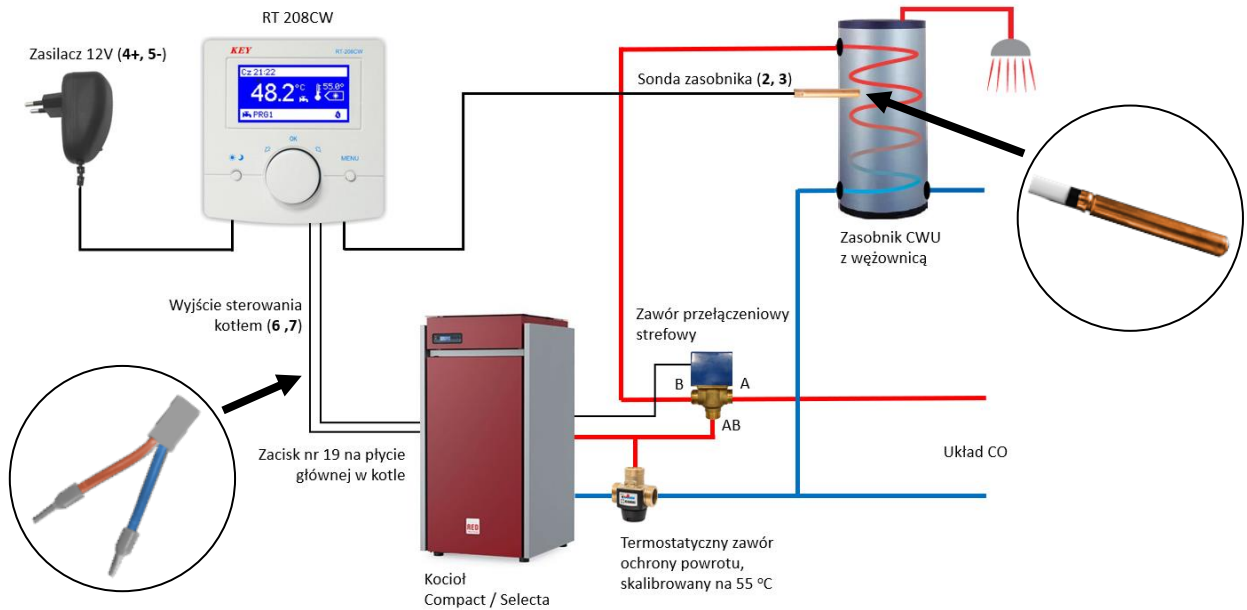 RT 208CW
Zasilacz 12V (4+, 5-)
KEY
RT-208CW
Cz 21:22
48.2°C
55.0°
PRG1
OK
MENU
Sonda zasobnika (2, 3)
Zasobnik CWU
z wężownicą
Wyjście sterowania
kotłem (6 ,7)
Zawór przełączeniowy
strefowy
B
A
AB
Zacisk nr 19 na płycie
głównej w kotle
Układ CO
RED
Termostatyczny zawór
ochrony powrotu,
skalibrowany na 55 °C
Kocioł
Compact / Selecta